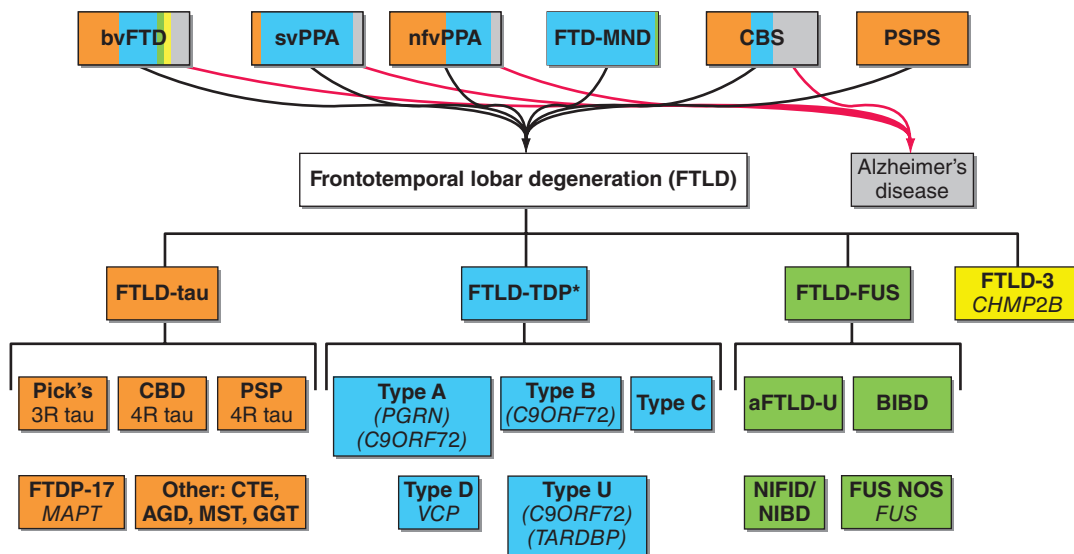 bvFTD
svPPA
nfvPPA
FTD-MND
CBS
PSPS
Frontotemporal lobar degeneration (FTLD)
Alzheimer's
disease
FTLD-tau
FTLD-TDP*
FTLD-FUS
FTLD-3
CHMP2B
Pick's
3R tau
CBD
4R tau
PSP
4R tau
Type A
(PGRN)
(C9ORF72)
Type B
(C9ORF72)
Type C
aFTLD-U
BIBD
FTDP-17
MAPT
Other: CTE,
AGD, MST, GGT
Type D
VCP
Type U
(C9ORF72)
(TARDBP)
NIFID/
NIBD
FUS NOS
FUS